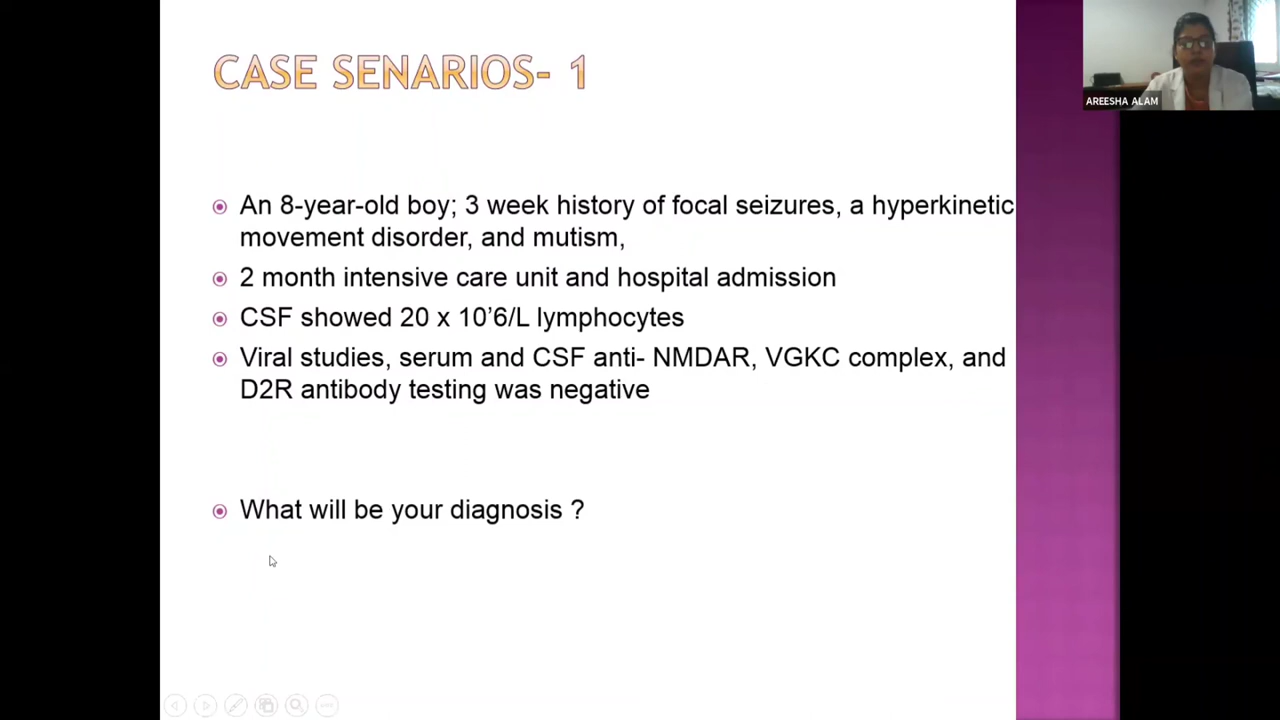 CASE SENARIOS- 1
AREESHA ALAM
An 8-year-old boy; 3 week history of focal seizures, a hyperkinetic
movement disorder, and mutism,
2 month intensive care unit and hospital admission
CSF showed 20 x 10’6/L lymphocytes
Viral studies, serum and CSF anti- NMDAR, VGKC complex, and
D2R antibody testing was negative
What will be your diagnosis ?